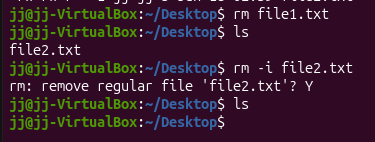 jj@jj-VirtualBox:~/Desktop$ rm file1.txt
jj@jj-VirtualBox:~/Desktop$ ls
file2.txt
jj@jj-VirtualBox:~/Desktop$ rm -i file2.txt
rm: remove regular file 'file2.txt'? Y
jj@jj-VirtualBox:~/Desktop$ ls
jj@jj-VirtualBox:~/Desktop$